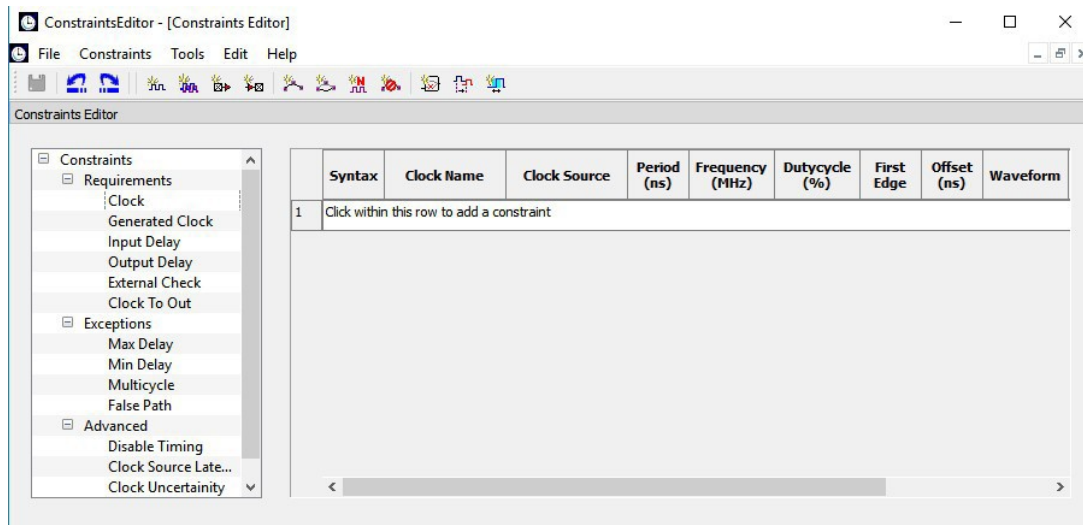 ConstraintsEditor - [Constraints Editor]
File Constraints Tools Edit Help
Constraints Editor
Constraints
Requirements
Clock
Generated Clock
Input Delay
Output Delay
External Check
Clock To Out
Exceptions
Max Delay
Min Delay
Multicycle
False Path
Advanced
Disable Timing
Clock Source Late...
Clock Uncertainity
Syntax Clock Name Clock Source Period (ns) Frequency (MHz) Dutycycle (%) First Edge Offset (ns) Waveform
1 Click within this row to add a constraint